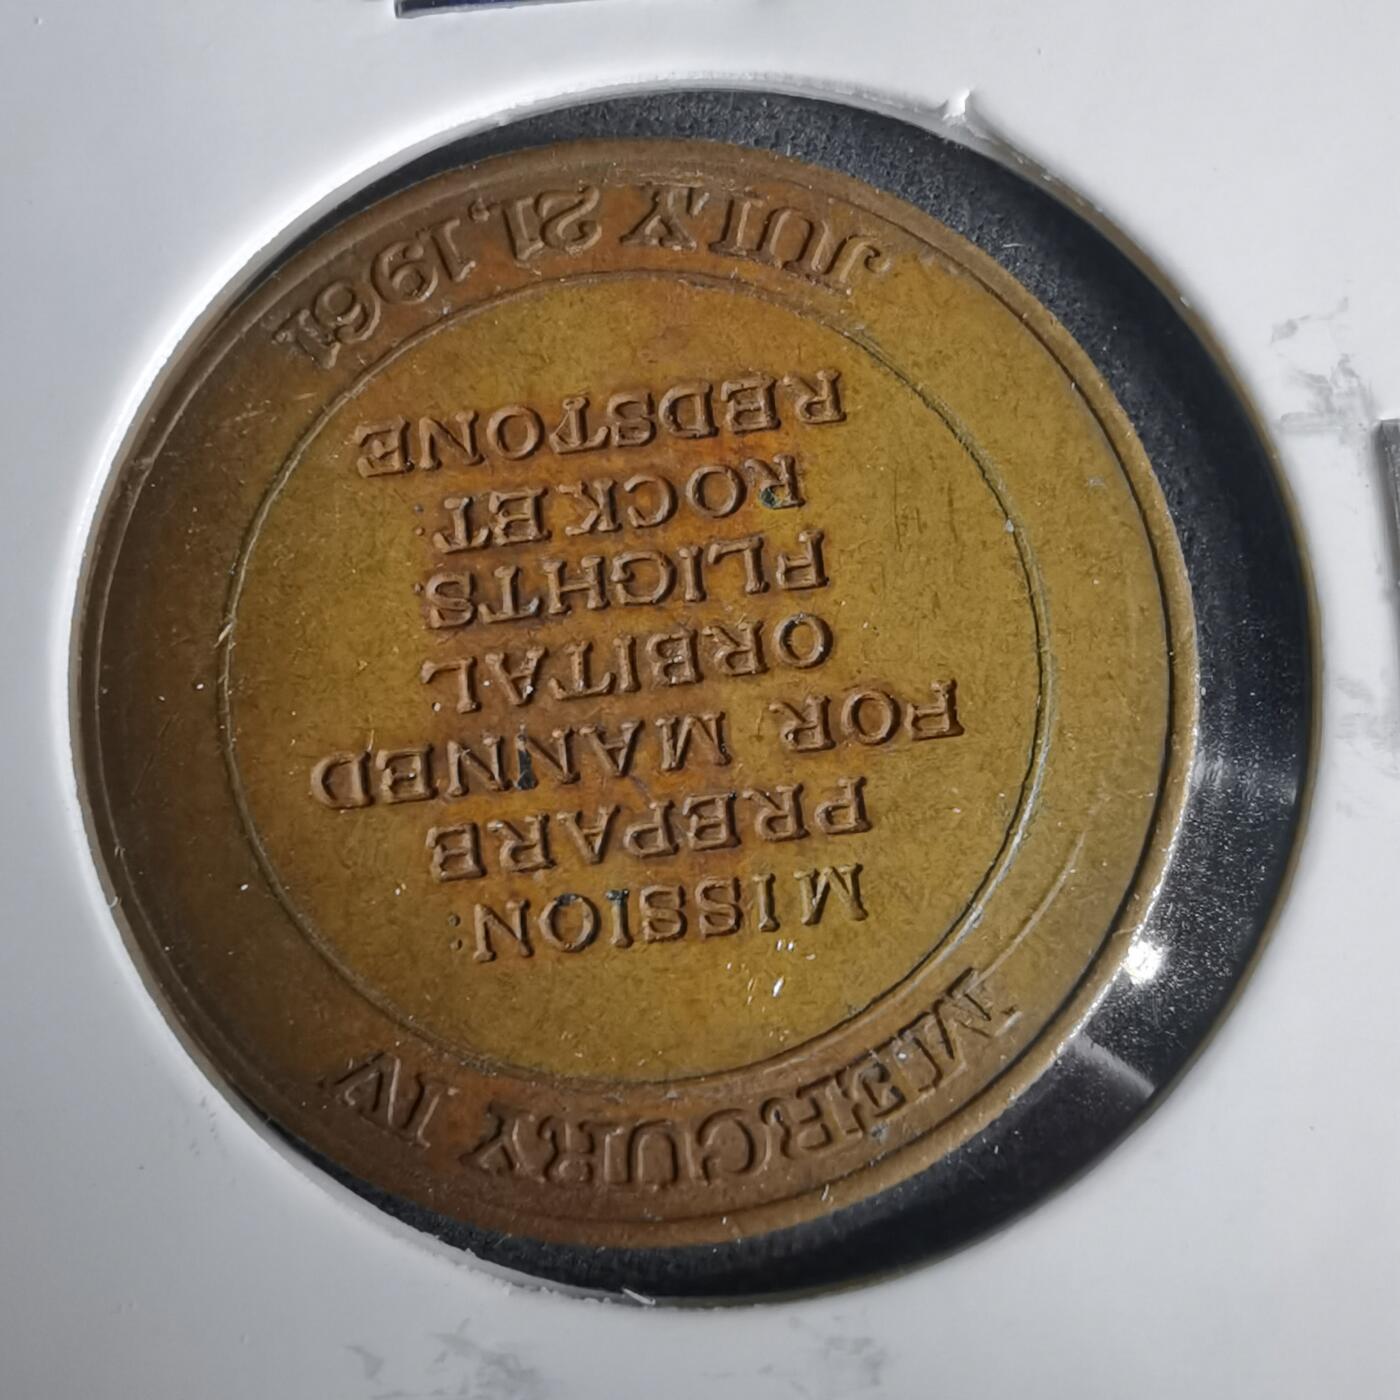 MERCURY IV
MISSION:
PREPARE
FOR MANNED
ORBITAL
FLIGHTS.
ROCKET:
REDSTONE
JULY 21, 1961